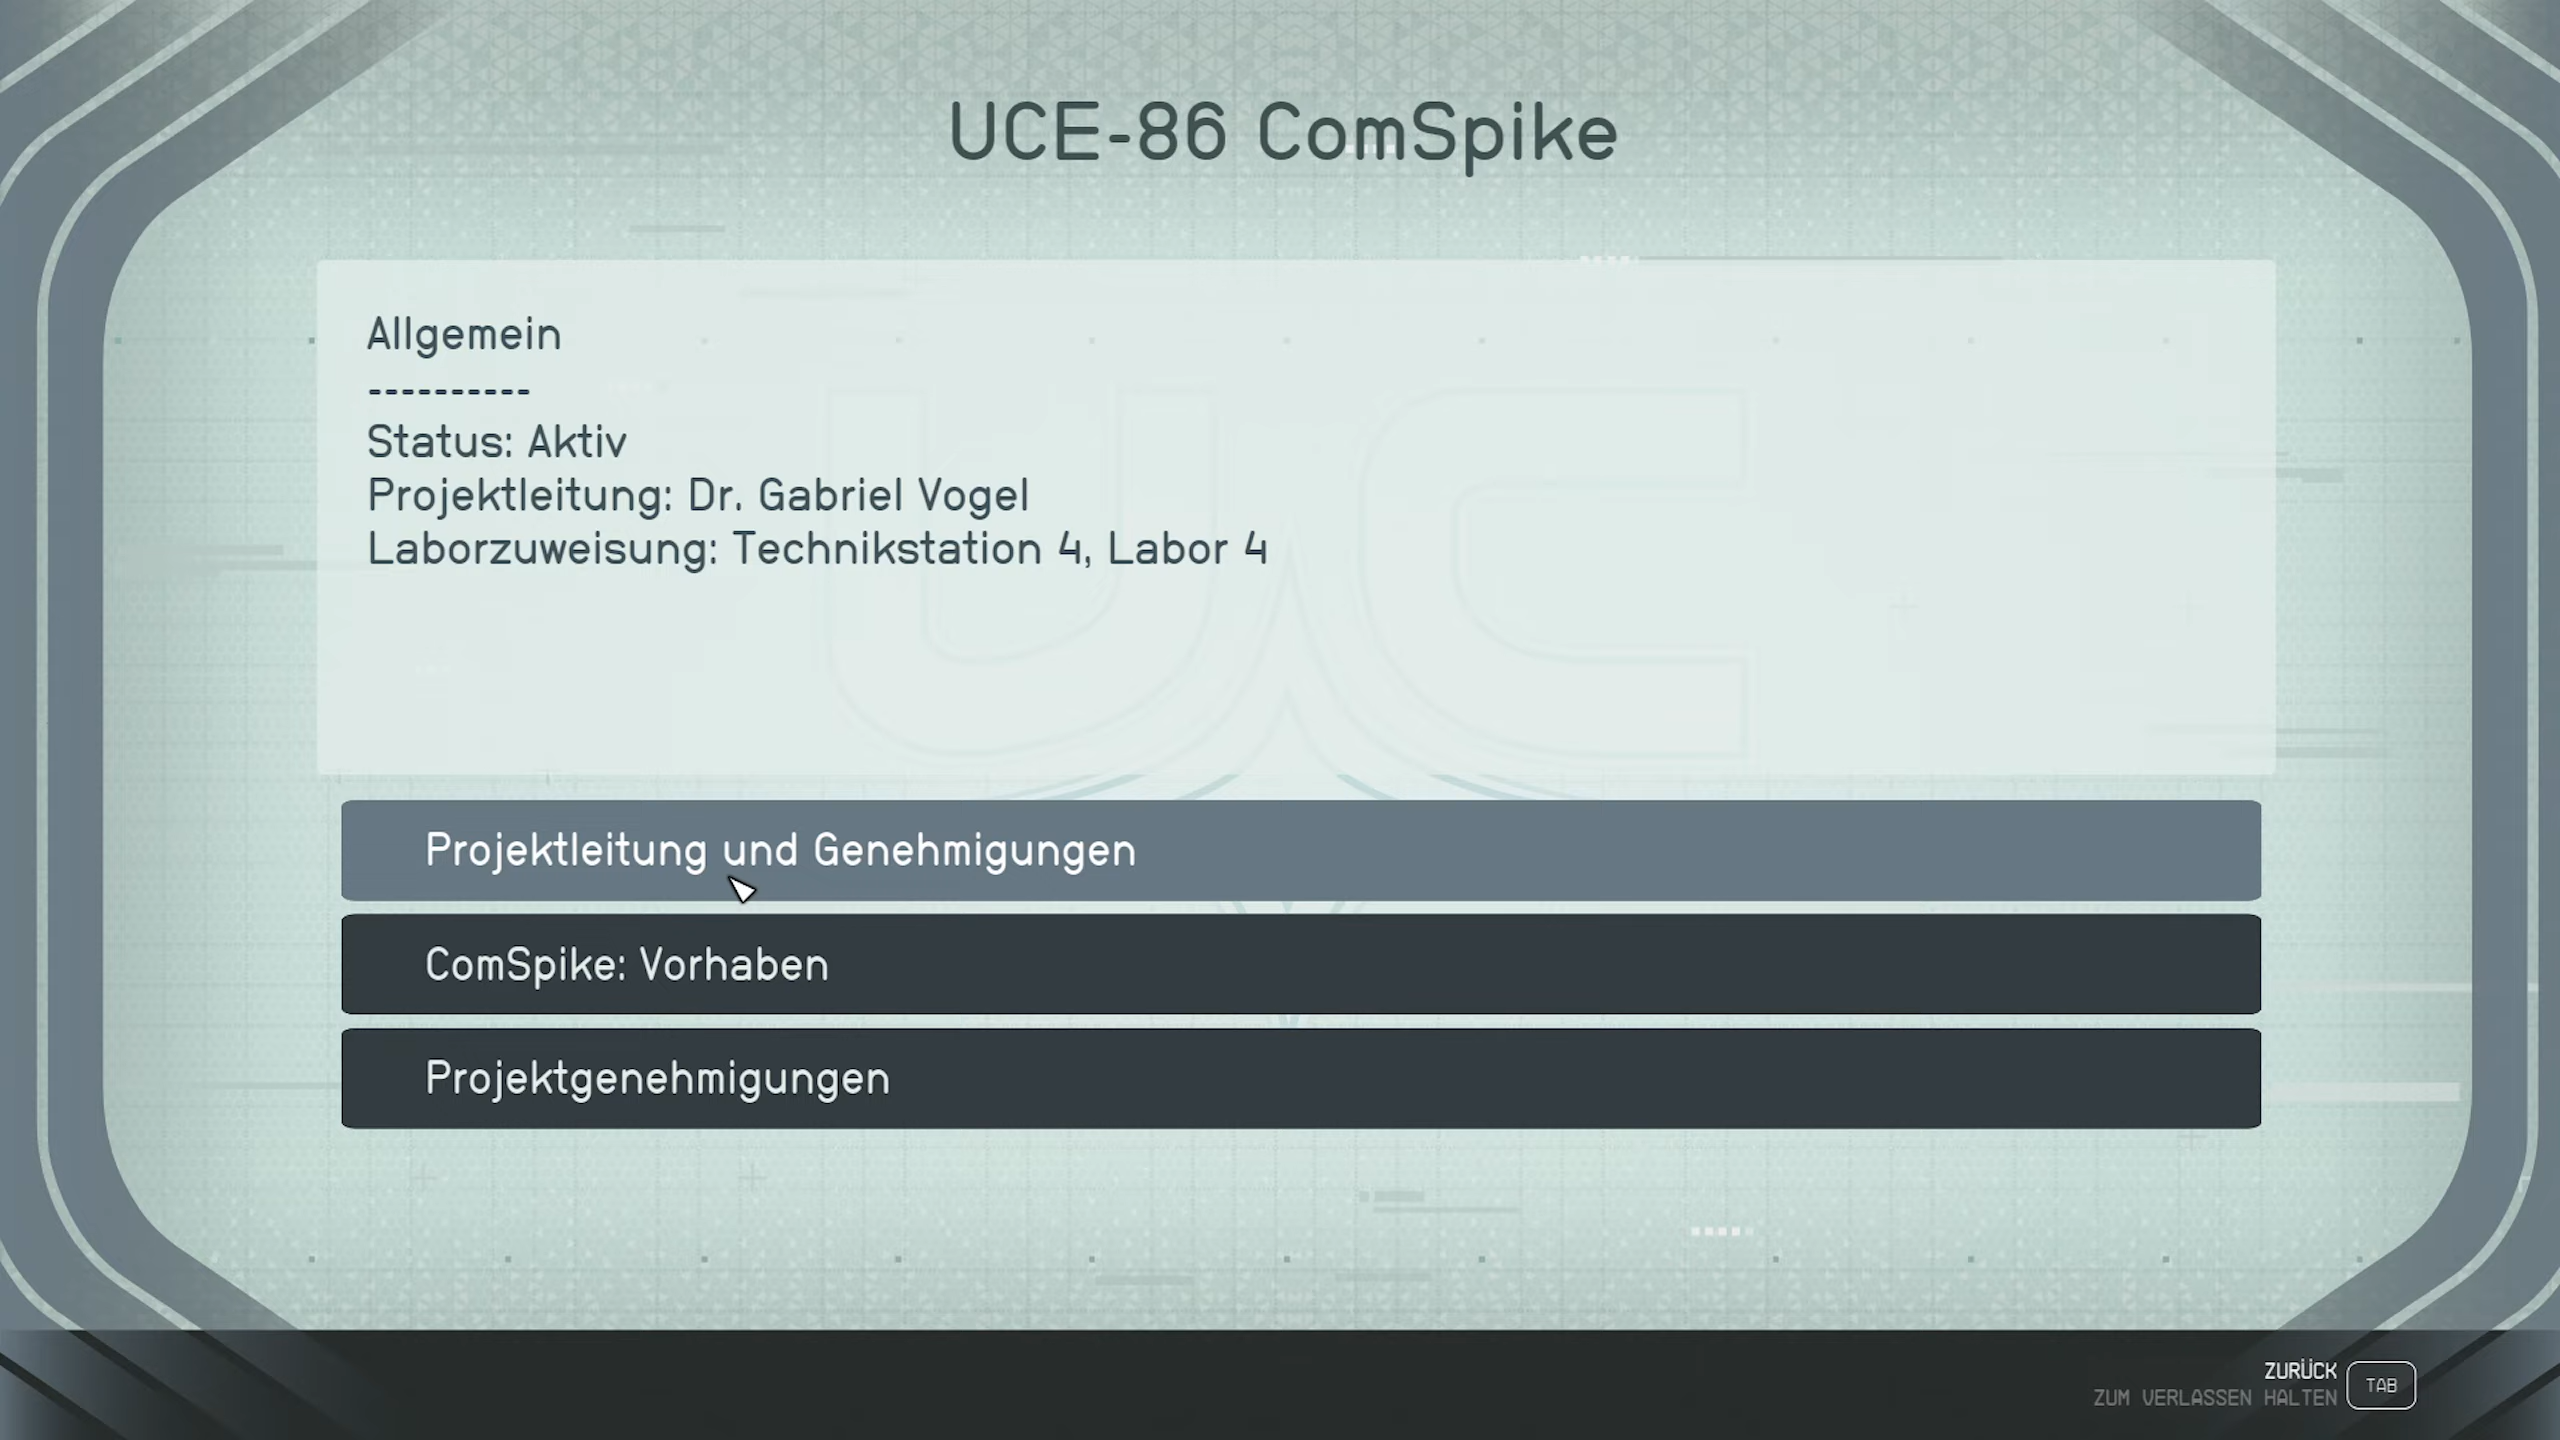 UCE-86 ComSpike
Allgemein
----------
Status: Aktiv
Projektleitung: Dr. Gabriel Vogel
Laborzuweisung: Technikstation 4, Labor 4
UC
Projektleitung und Genehmigungen
ComSpike: Vorhaben
Projektgenehmigungen
ZURÜCK
ZUM VERLASSEN HALTEN
TAB